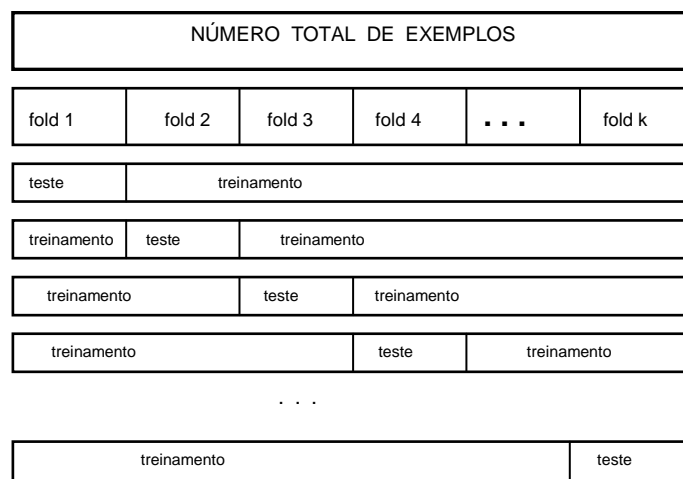 NÚMERO TOTAL DE EXEMPLOS
fold 1 fold 2 fold 3 fold 4 . . . fold k
teste treinamento
treinamento teste treinamento
treinamento teste treinamento
treinamento teste treinamento
. . .
treinamento teste